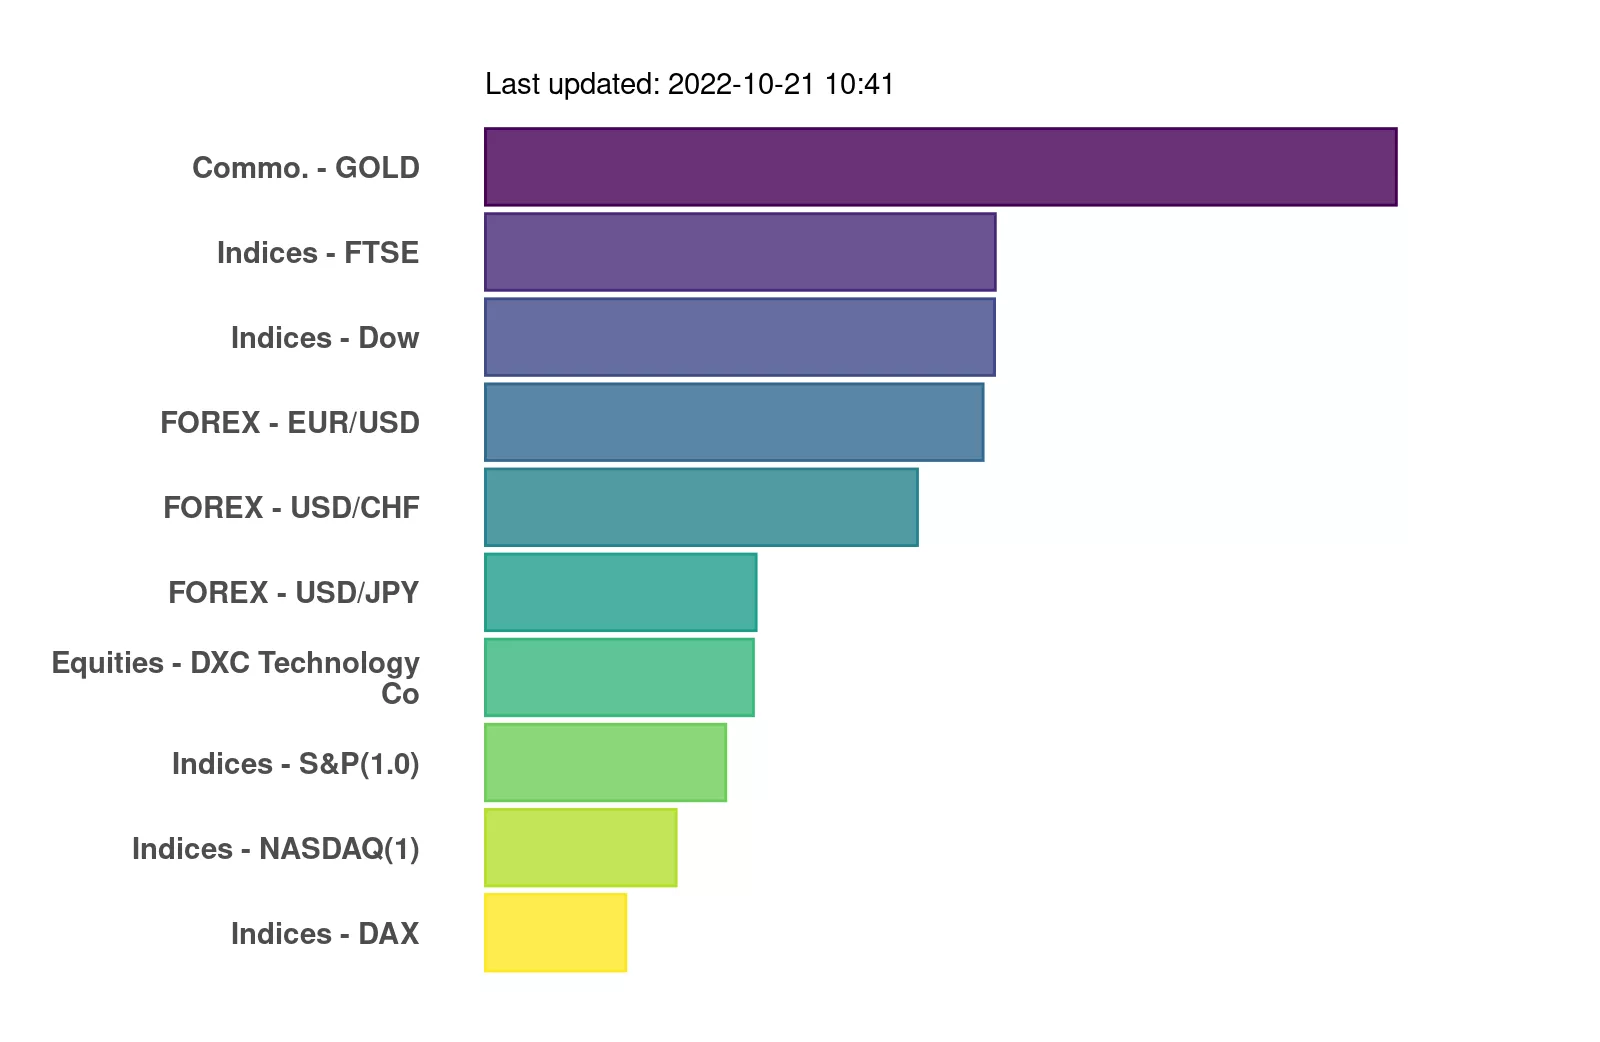 Last updated: 2022-10-21 10:41
Commo. - GOLD
Indices - FTSE
Indices - Dow
FOREX - EUR/USD
FOREX - USD/CHF
FOREX - USD/JPY
Equities - DXC Technology
Co
Indices - S&P(1.0)
Indices - NASDAQ(1)
Indices - DAX